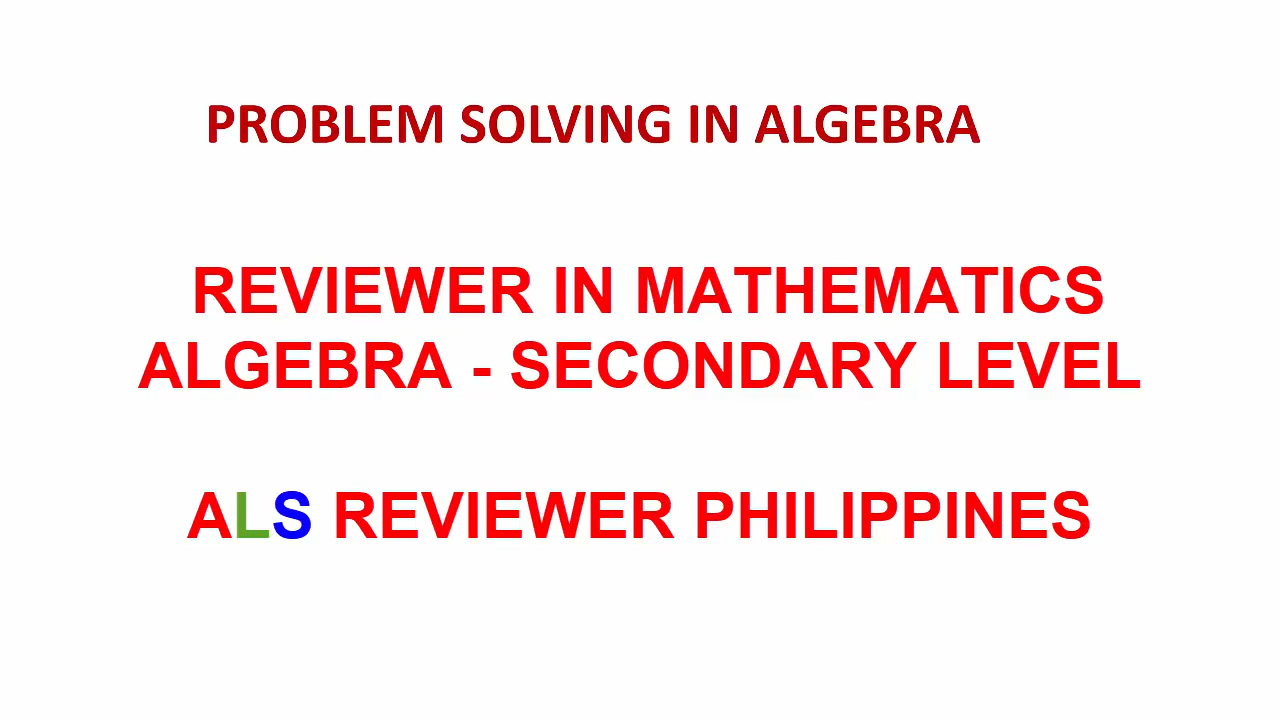 PROBLEM SOLVING IN ALGEBRA
REVIEWER IN MATHEMATICS
ALGEBRA - SECONDARY LEVEL
ALS REVIEWER PHILIPPINES